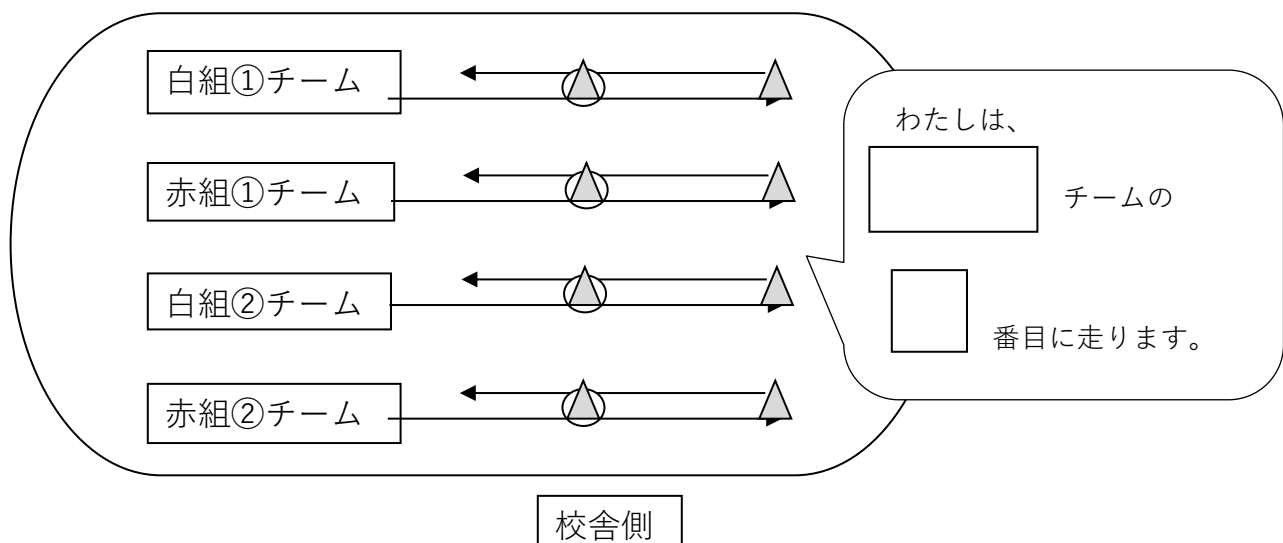 白組①チーム
赤組①チーム
白組②チーム
赤組②チーム
わたしは、
チームの
番目に走ります。
校舎側